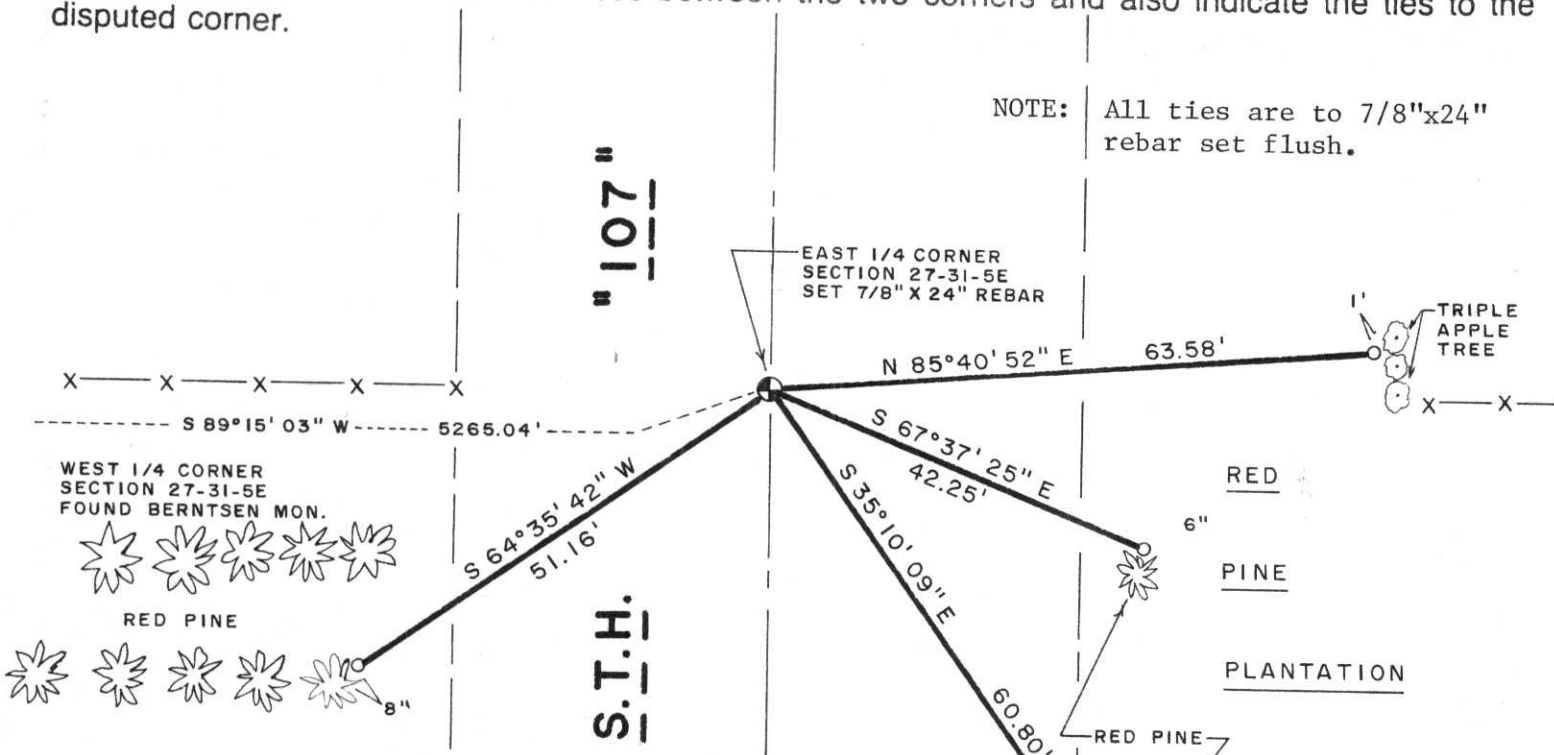 between the two corners and also indicate the ties to the
disputed corner.
NOTE: All ties are to 7/8"x24"
rebar set flush.
"107"
EAST 1/4 CORNER
SECTION 27-31-5E
SET 7/8" X 24" REBAR
1'
TRIPLE
APPLE
TREE
N 85°40'52" E 63.58'
X X X X X
X X
S 89°15'03" W 5265.04'
S 67°37'25" E
42.25'
WEST 1/4 CORNER
SECTION 27-31-5E
FOUND BERNTSEN MON.
S 64°35'42" W
51.16'
S 35°10'09" E
60.80'
RED
6"
PINE
PLANTATION
RED PINE
8"
S.T.H.
RED PINE